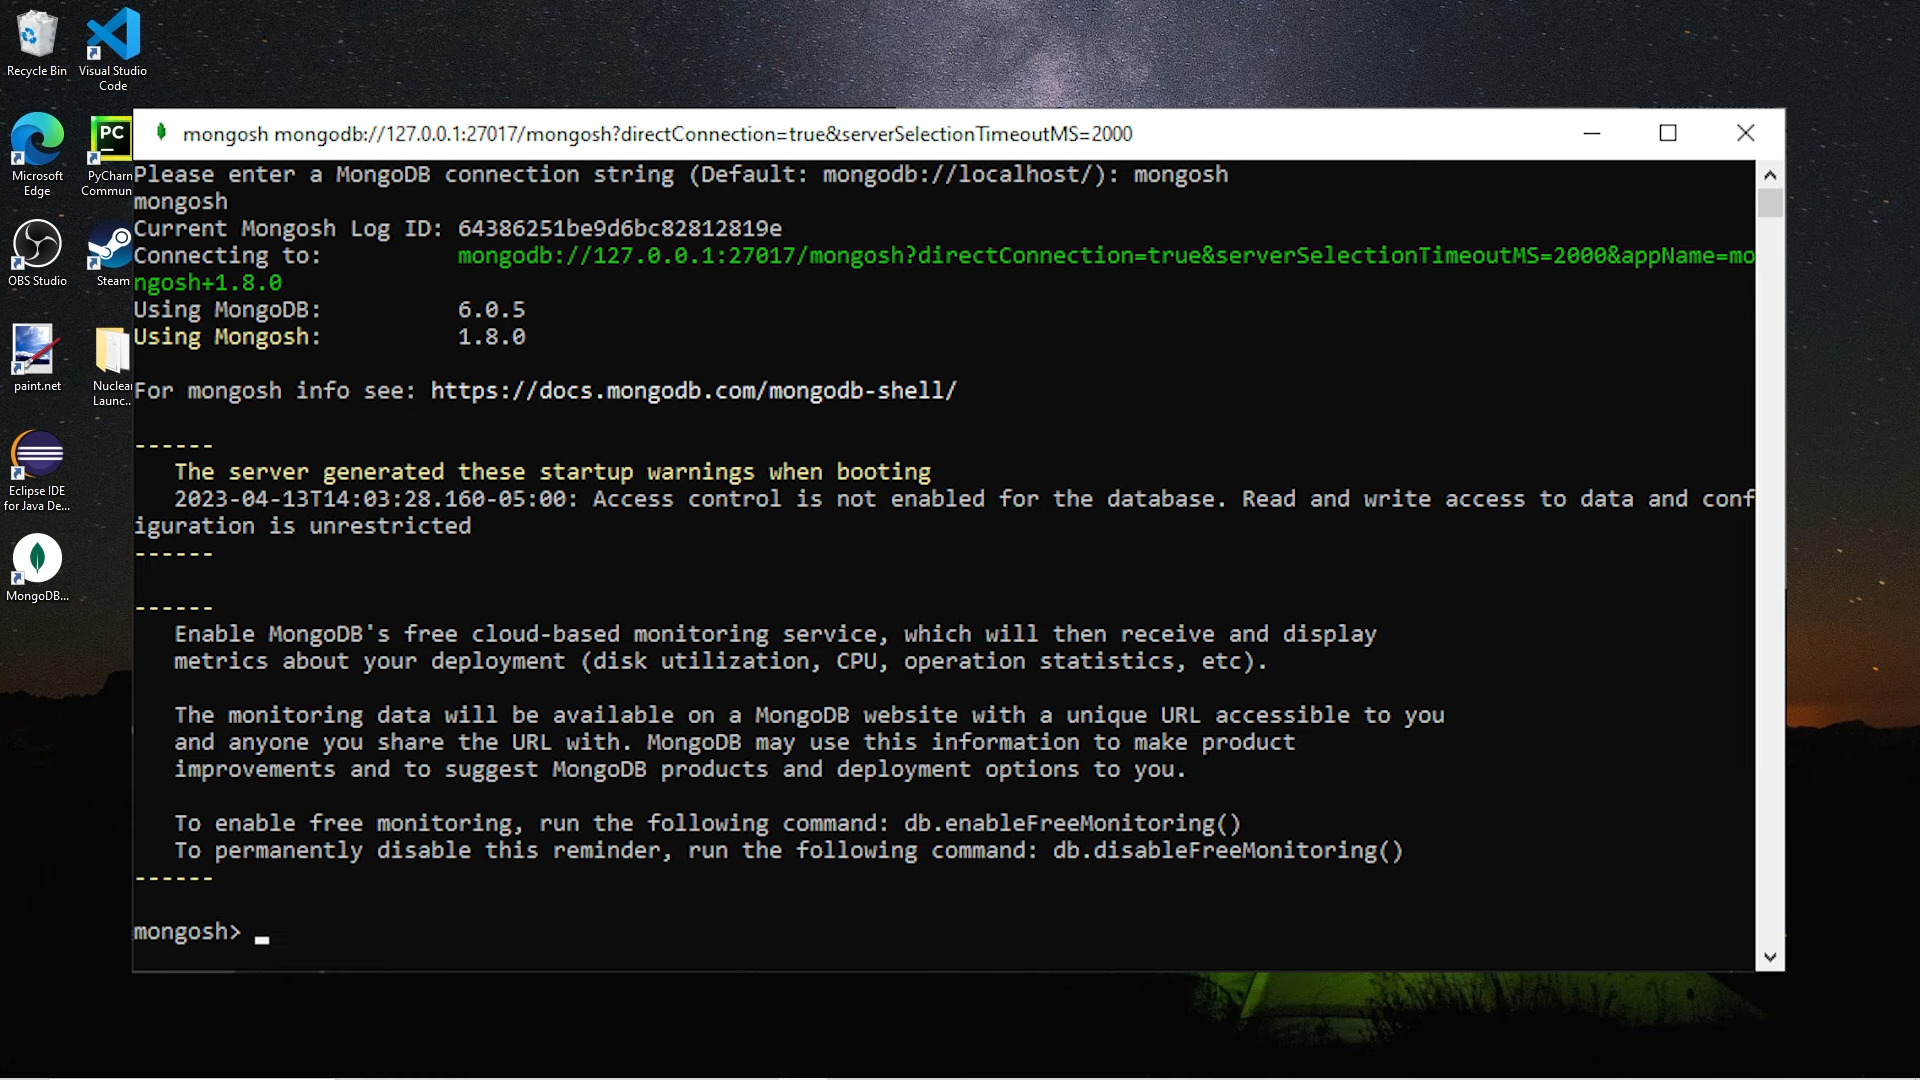 Recycle Bin
Visual Studio
Code
Microsoft
Edge
PC
PyCharm
Commun
OBS Studio
Steam
paint.net
Nuclear
Launc...
Eclipse IDE
for Java De...
MongoDB...
mongosh mongodb://127.0.0.1:27017/mongosh?directConnection=true&serverSelectionTimeoutMS=2000
Please enter a MongoDB connection string (Default: mongodb://localhost/): mongosh
mongosh
Current Mongosh Log ID: 64386251be9d6bc82812819e
Connecting to: mongodb://127.0.0.1:27017/mongosh?directConnection=true&serverSelectionTimeoutMS=2000&appName=mo
ngosh+1.8.0
Using MongoDB: 6.0.5
Using Mongosh: 1.8.0
For mongosh info see: https://docs.mongodb.com/mongodb-shell/
------
The server generated these startup warnings when booting
2023-04-13T14:03:28.160-05:00: Access control is not enabled for the database. Read and write access to data and conf
iguration is unrestricted
------
------
Enable MongoDB's free cloud-based monitoring service, which will then receive and display
metrics about your deployment (disk utilization, CPU, operation statistics, etc).
The monitoring data will be available on a MongoDB website with a unique URL accessible to you
and anyone you share the URL with. MongoDB may use this information to make product
improvements and to suggest MongoDB products and deployment options to you.
To enable free monitoring, run the following command: db.enableFreeMonitoring()
To permanently disable this reminder, run the following command: db.disableFreeMonitoring()
------
mongosh>